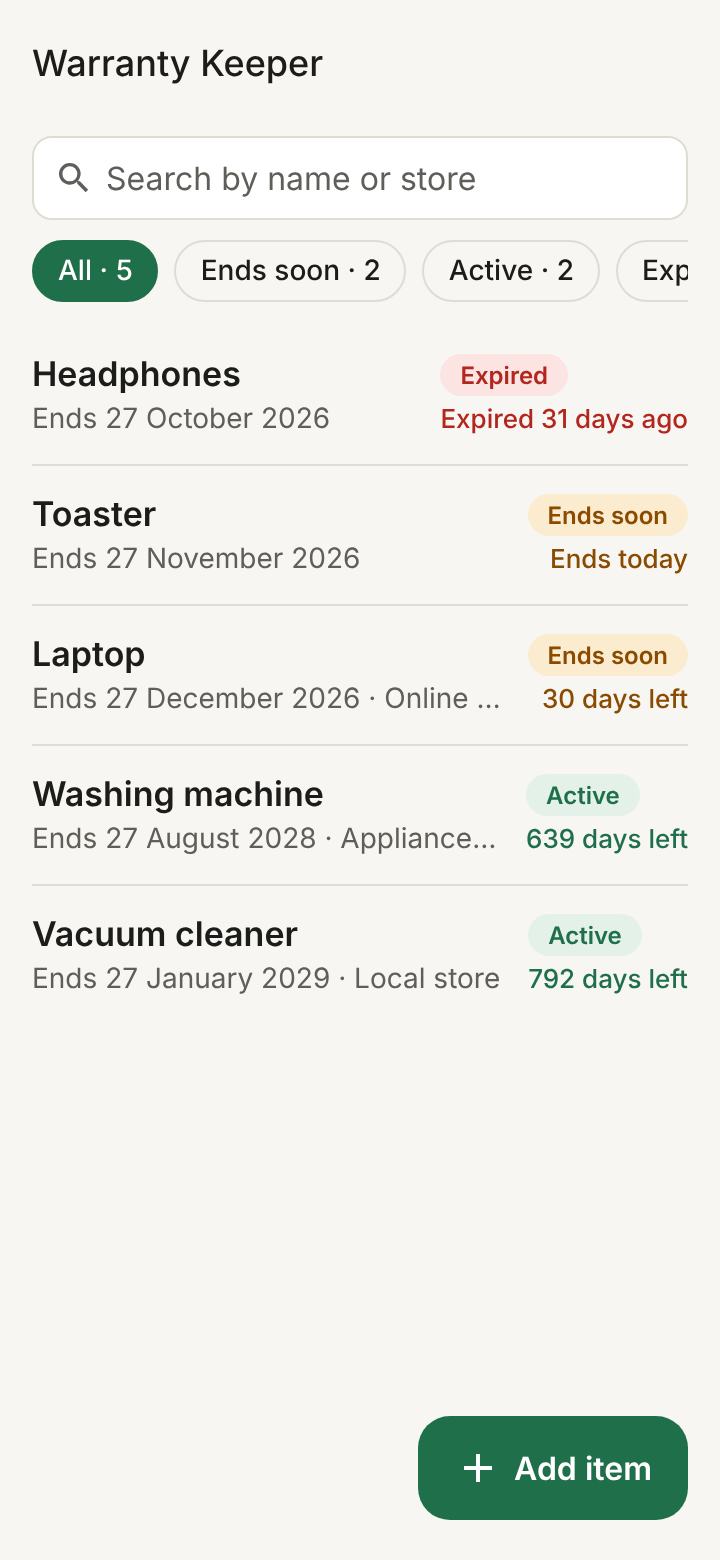 Warranty Keeper
Search by name or store
All · 5
Ends soon · 2
Active · 2
Exp
Headphones
Expired
Ends 27 October 2026
Expired 31 days ago
Toaster
Ends soon
Ends 27 November 2026
Ends today
Laptop
Ends soon
Ends 27 December 2026 · Online ...
30 days left
Washing machine
Active
Ends 27 August 2028 · Appliance...
639 days left
Vacuum cleaner
Active
Ends 27 January 2029 · Local store
792 days left
Add item